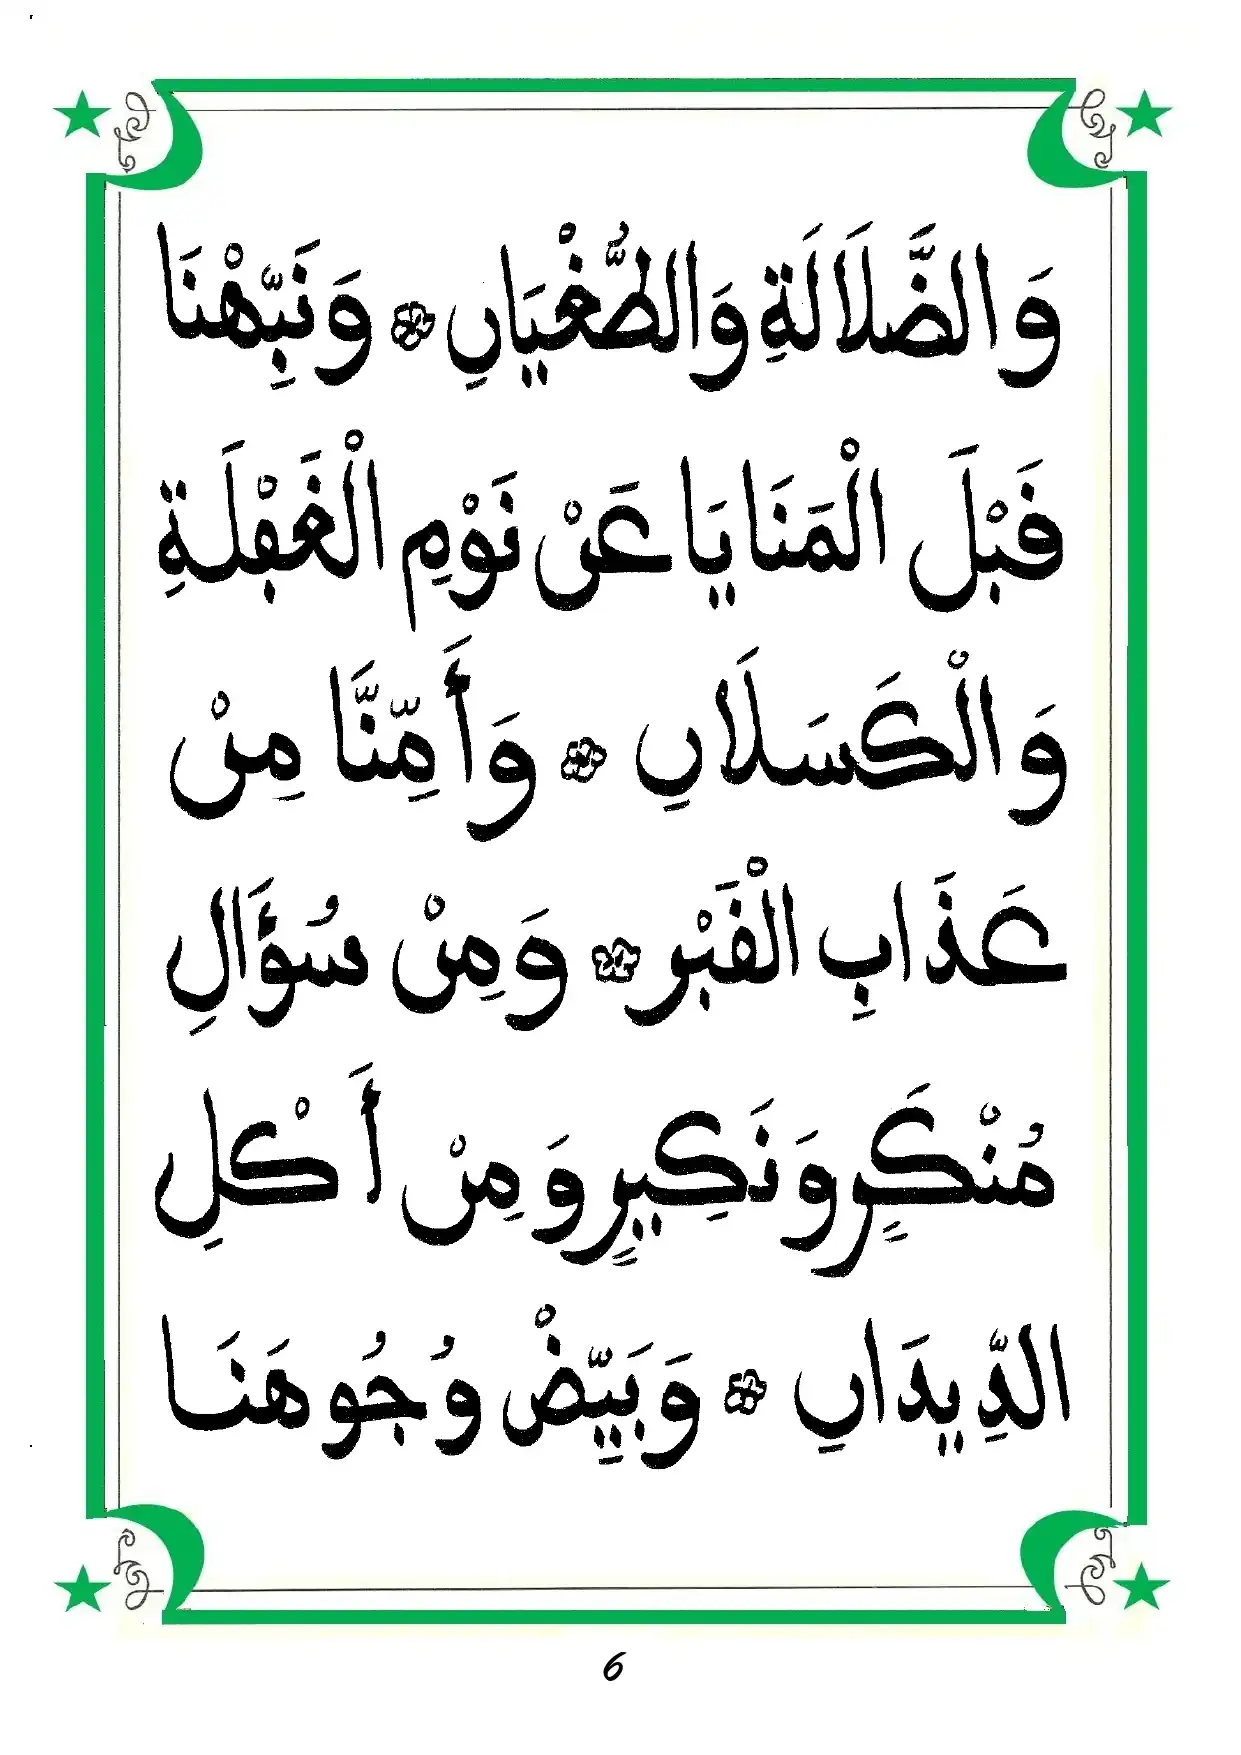 وَالضَّلَالَةِ وَالطُّغْيَانِ ۞ وَنَبِّهْنَا
قَبْلَ الْمَنَايَا عَنْ نَوْمِ الْغَفْلَةِ
وَالْكَسَلَانِ ۞ وَأَمِّنَّا مِنْ
عَذَابِ الْقَبْرِ ۞ وَمِنْ سُؤَالِ
مُنْكَرٍ وَنَكِيرٍ وَمِنْ أَكْلِ
الدِّيدَانِ ۞ وَبَيِّضْ وُجُوهَنَا
6